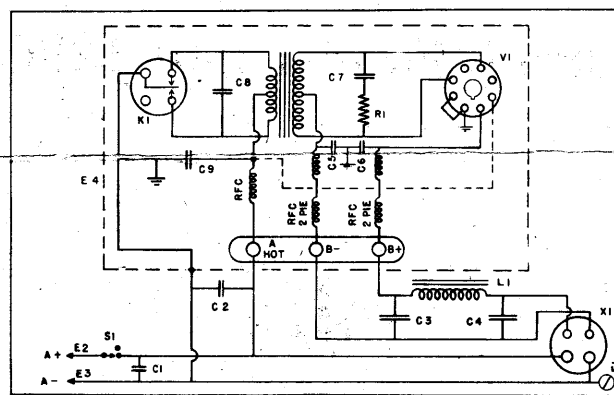 C8
C7
V1
R1
K1
C5
C6
C9
E4
RFC
RFC
2 PIE
RFC
2 PIE
A
HOT
B-
B+
L1
C2
C3
C4
X1
S1
A+
E2
C1
A-
E3